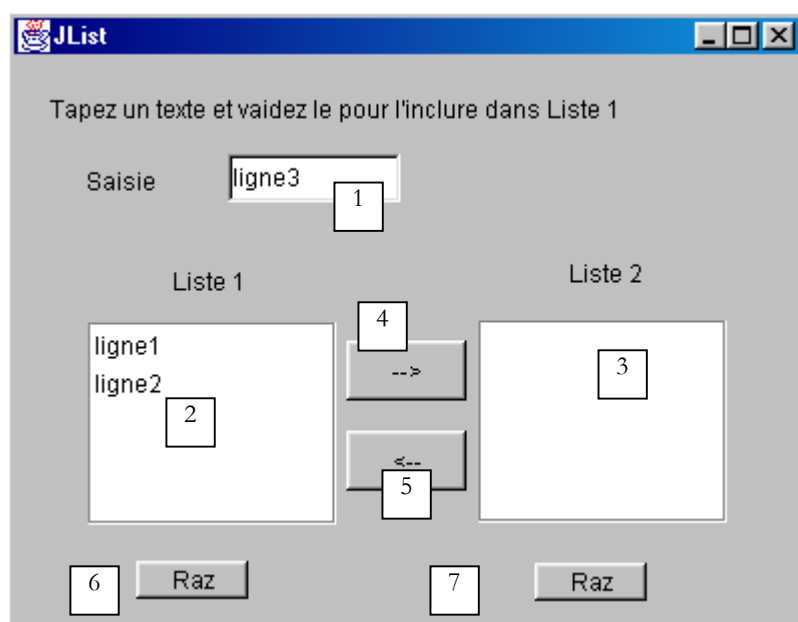 JList
Tapez un texte et vaidez le pour l'inclure dans Liste 1
Saisie
ligne3
1
Liste 1
Liste 2
ligne1
ligne2
2
4
-->
3
<--
5
6
Raz
7
Raz